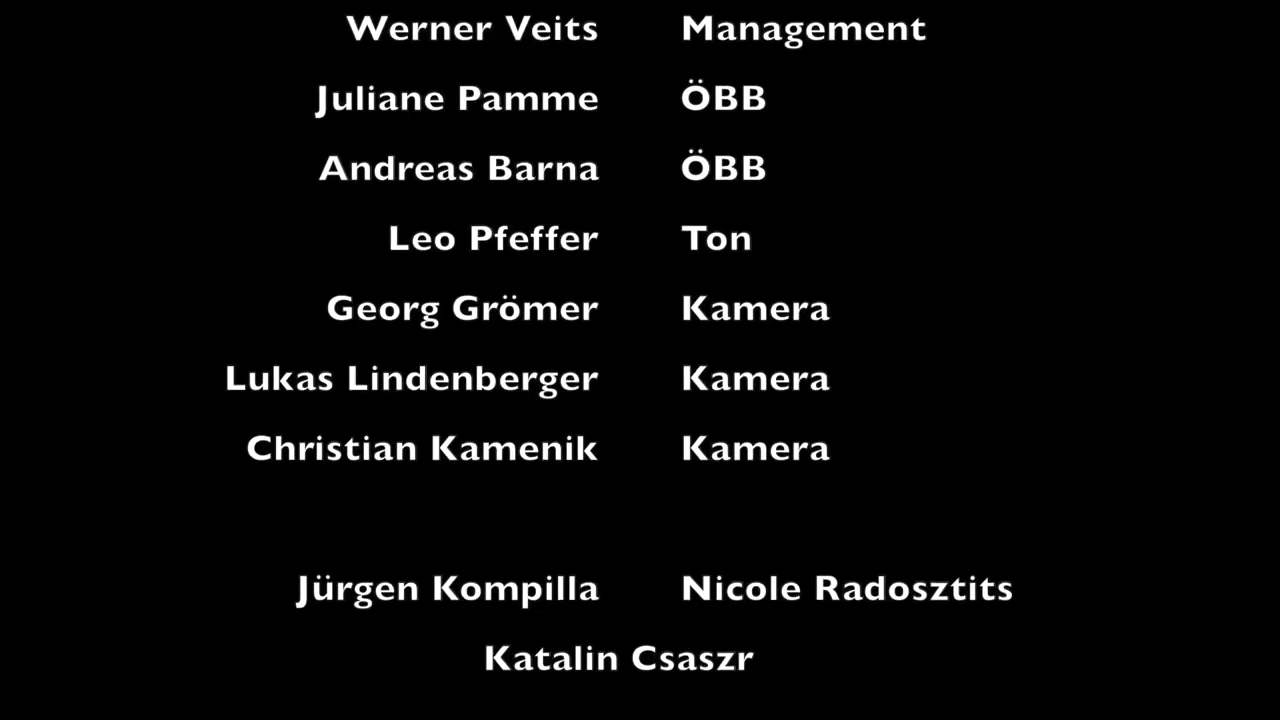 Werner Veits Management
Juliane Pamme ÖBB
Andreas Barna ÖBB
Leo Pfeffer Ton
Georg Grömer Kamera
Lukas Lindenberger Kamera
Christian Kamenik Kamera
Jürgen Kompilla Nicole Radosztits
Katalin Csaszr